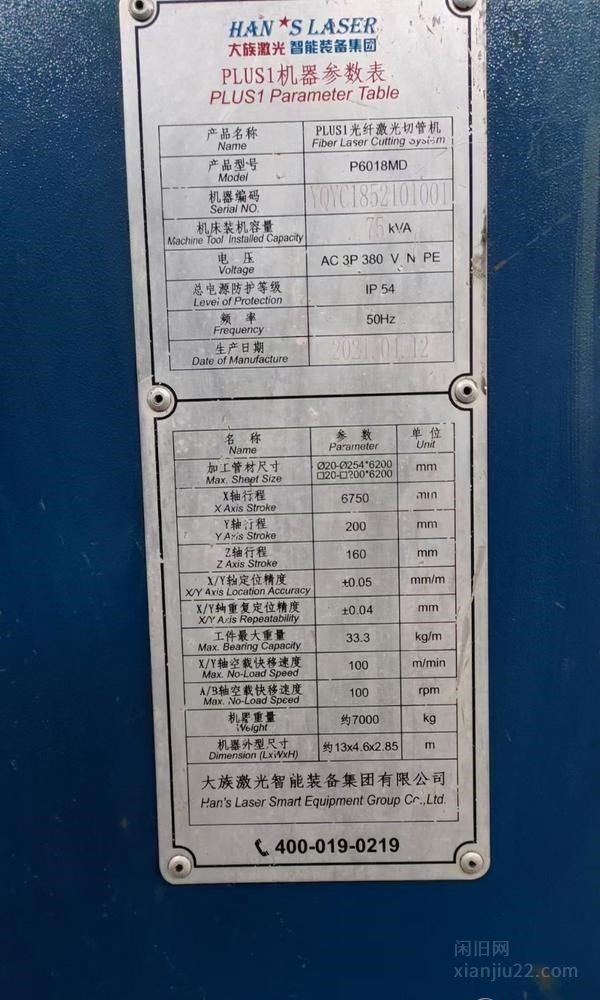 HAN★S LASER
大族激光 智能装备集团
PLUS1机器参数表
PLUS1 Parameter Table
产品名称 PLUS1光纤激光切管机
Name Fiber Laser Cutting System
产品型号 P6018MD
Model
机器编码 YQYC1852101001
Serial NO.
机床装机容量 75 kVA
Machine Tool Installed Capacity
电 压 AC 3P 380 V N PE
Voltage
总电源防护等级 IP 54
Level of Protection
频 率 50Hz
Frequency
生产日期 2021.04.12
Date of Manufacture
名 称 参 数 单 位
Name Parameter Unit
加工管材尺寸 Ø20-Ø254*6200 mm
Max. Sheet Size □20-□200*6200
X轴行程 6750 mm
X Axis Stroke
Y轴行程 200 mm
Y Axis Stroke
Z轴行程 160 mm
Z Axis Stroke
X/Y轴定位精度 ±0.05 mm/m
X/Y Axis Location Accuracy
X/Y轴重复定位精度 ±0.04 mm
X/Y Axis Repeatability
工件最大重量 33.3 kg/m
Max. Bearing Capacity
X/Y轴空载快移速度 100 m/min
Max. No-Load Speed
A/B轴空载快移速度 100 rpm
Max. No-Load Speed
机器重量 约7000 kg
Weight
机器外型尺寸 约13x4.6x2.85 m
Dimension (LxWxH)
大族激光智能装备集团有限公司
Han's Laser Smart Equipment Group Co.,Ltd.
400-019-0219
闲旧网
xianjiu22.com